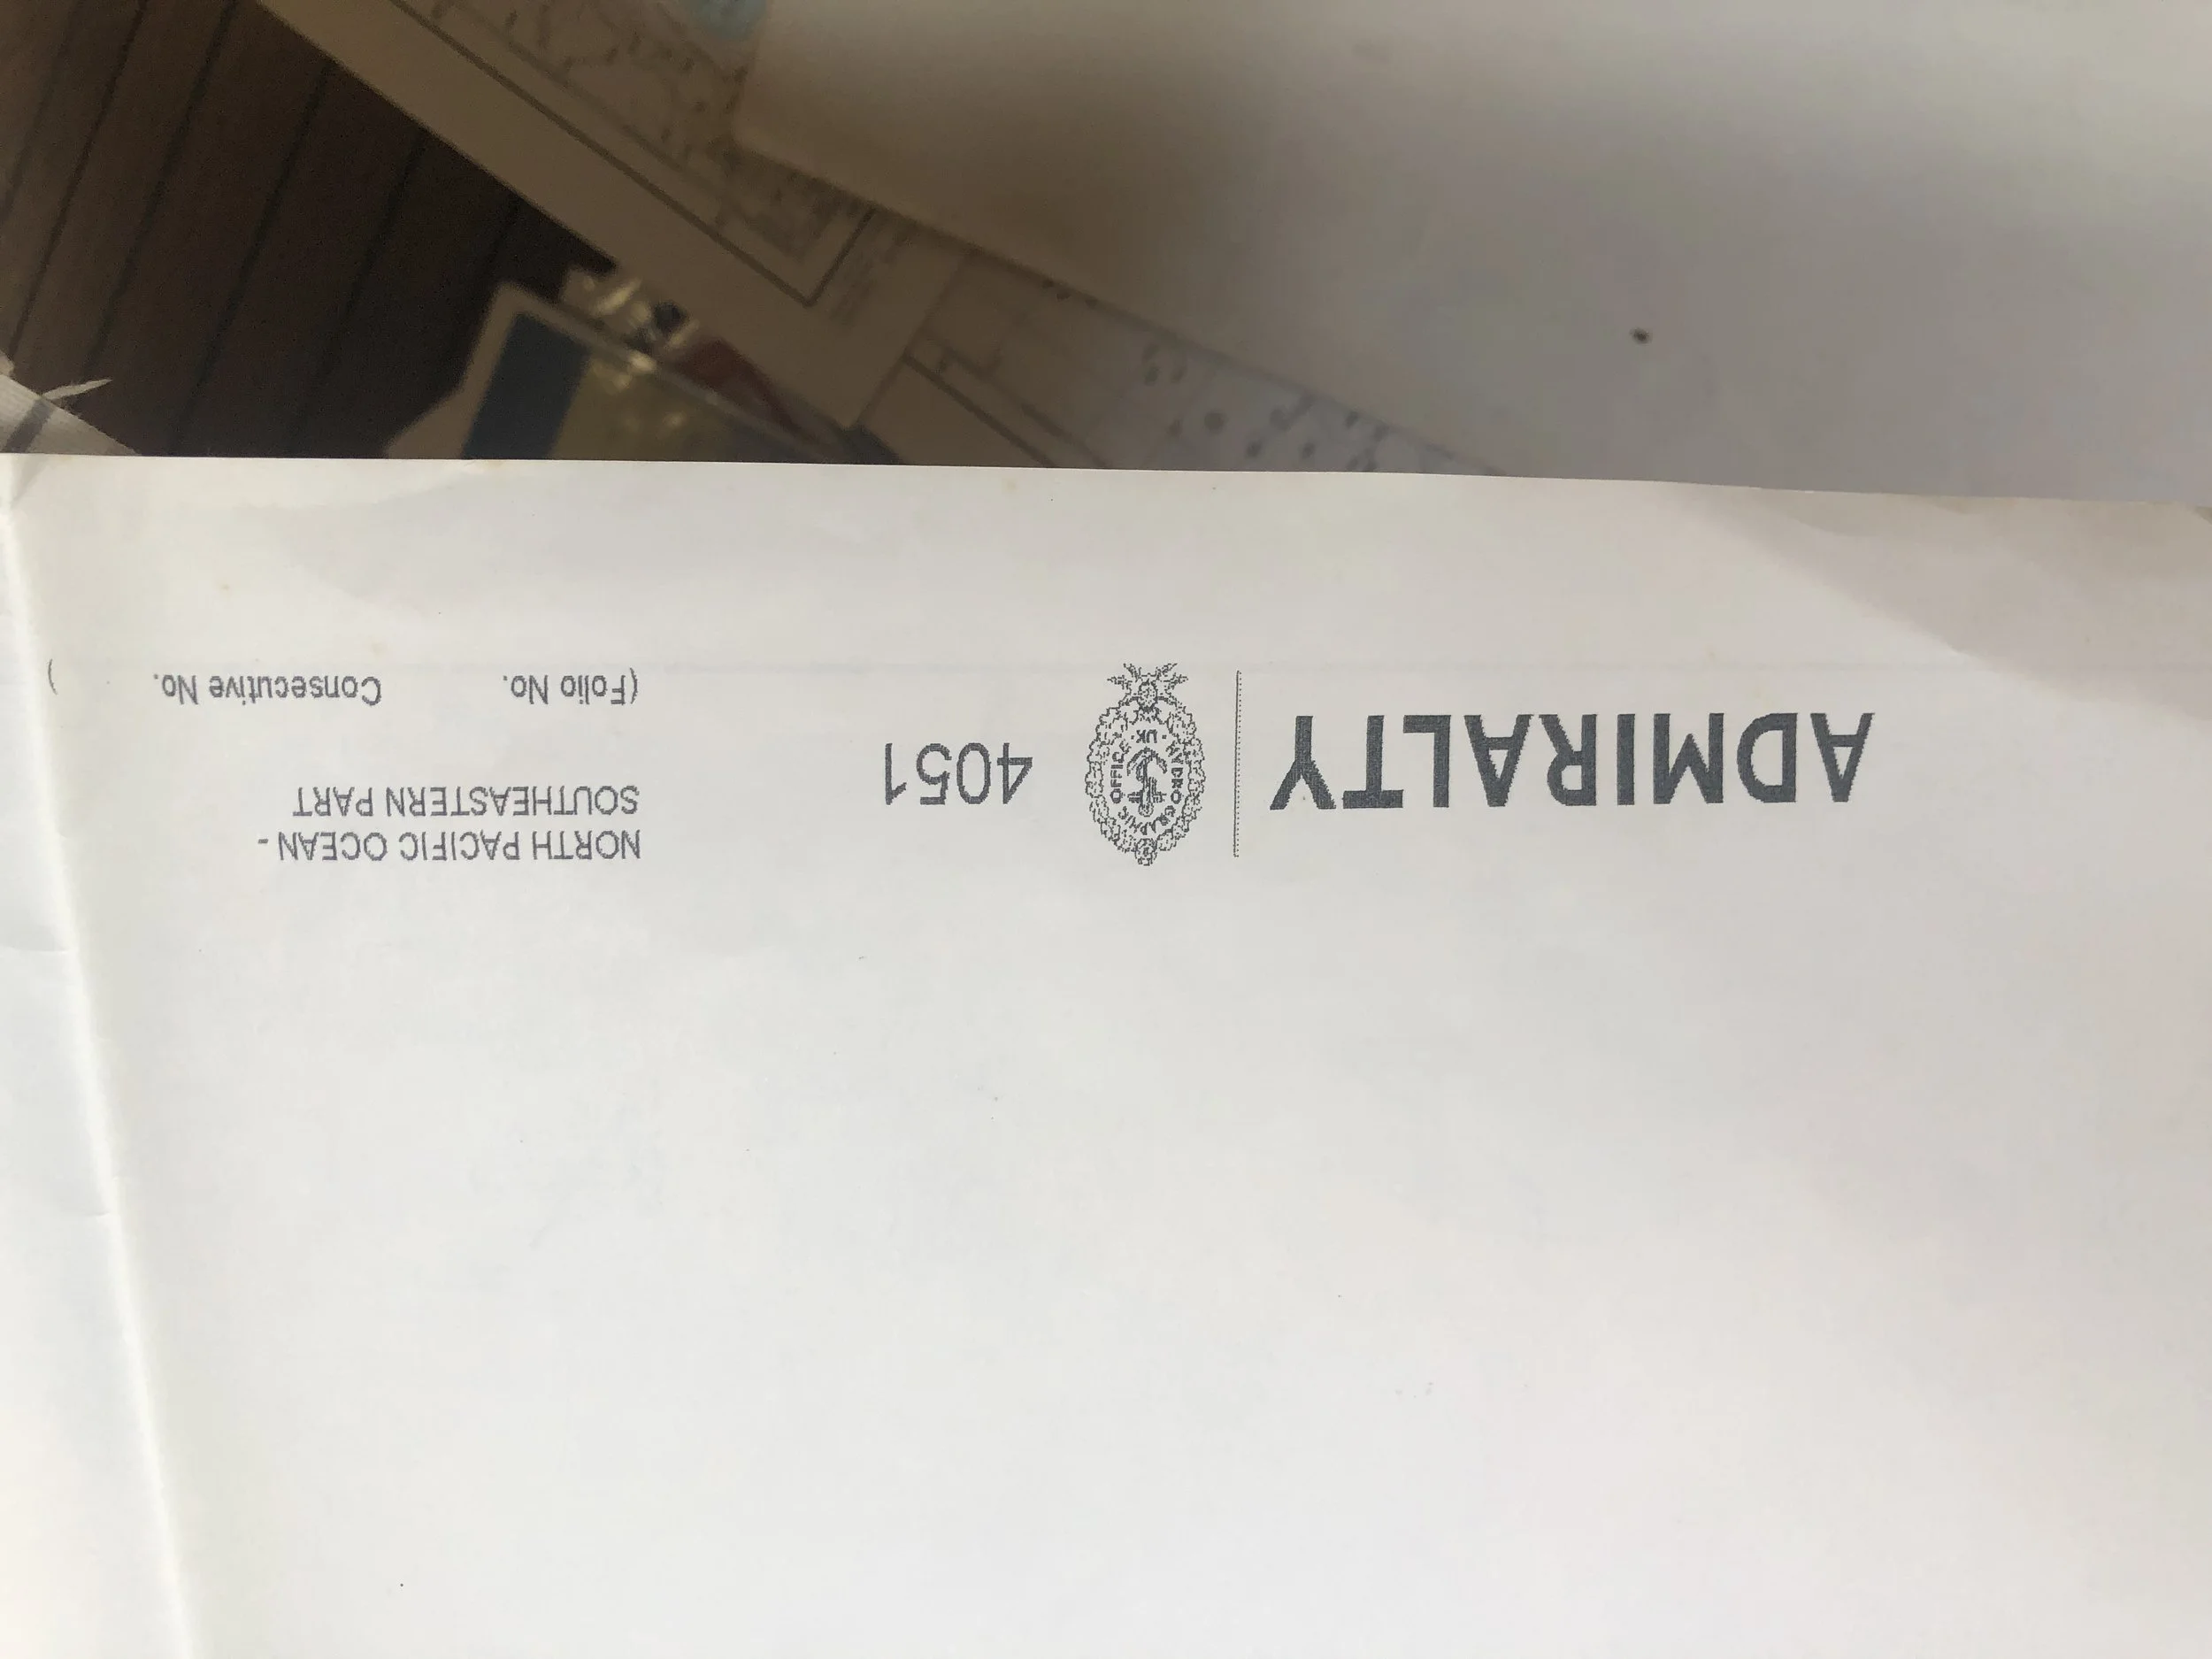 ADMIRALTY
HYDROGRAPHIC OFFICE
· UK ·
4051
NORTH PACIFIC OCEAN -
SOUTHEASTERN PART
(Folio No. Consecutive No. )